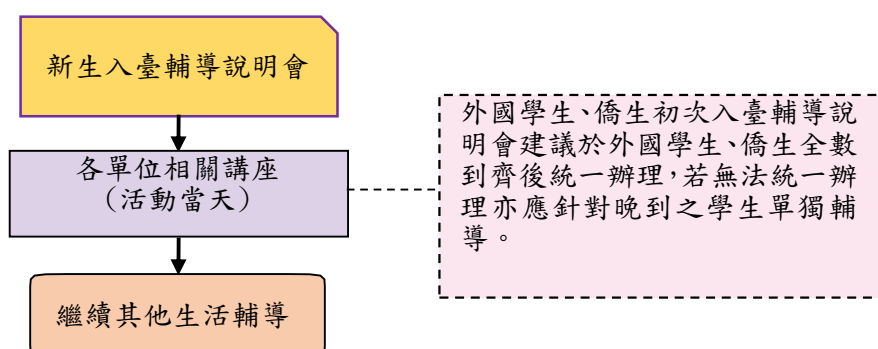 新生入臺輔導說明會
各單位相關講座
（活動當天）
外國學生、僑生初次入臺輔導說
明會建議於外國學生、僑生全數
到齊後統一辦理，若無法統一辦
理亦應針對晚到之學生單獨輔
導。
繼續其他生活輔導